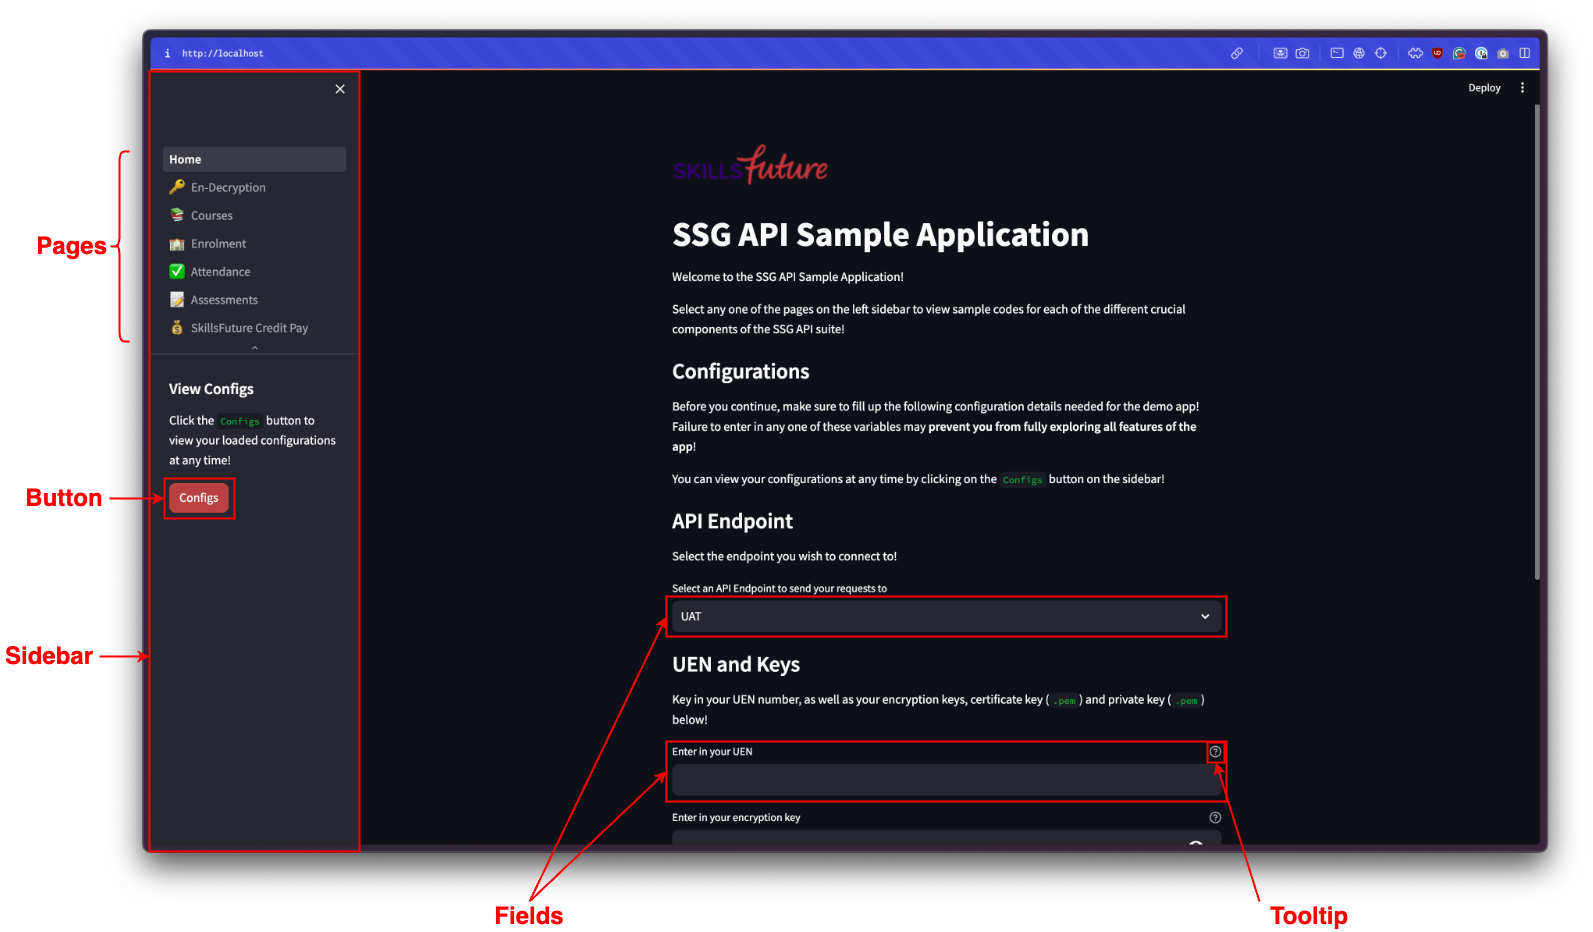 i http://localhost
Deploy
Home
🔑 En-Decryption
📚 Courses
🏫 Enrolment
✅ Attendance
📝 Assessments
💰 SkillsFuture Credit Pay
Pages
View Configs
Click the Configs button to
view your loaded configurations
at any time!
Configs
Button
Sidebar
SKILLSfuture
SSG API Sample Application
Welcome to the SSG API Sample Application!
Select any one of the pages on the left sidebar to view sample codes for each of the different crucial
components of the SSG API suite!
Configurations
Before you continue, make sure to fill up the following configuration details needed for the demo app!
Failure to enter in any one of these variables may prevent you from fully exploring all features of the
app!
You can view your configurations at any time by clicking on the Configs button on the sidebar!
API Endpoint
Select the endpoint you wish to connect to!
Select an API Endpoint to send your requests to
UAT
UEN and Keys
Key in your UEN number, as well as your encryption keys, certificate key ( .pem ) and private key ( .pem )
below!
Enter in your UEN
Enter in your encryption key
Fields
Tooltip